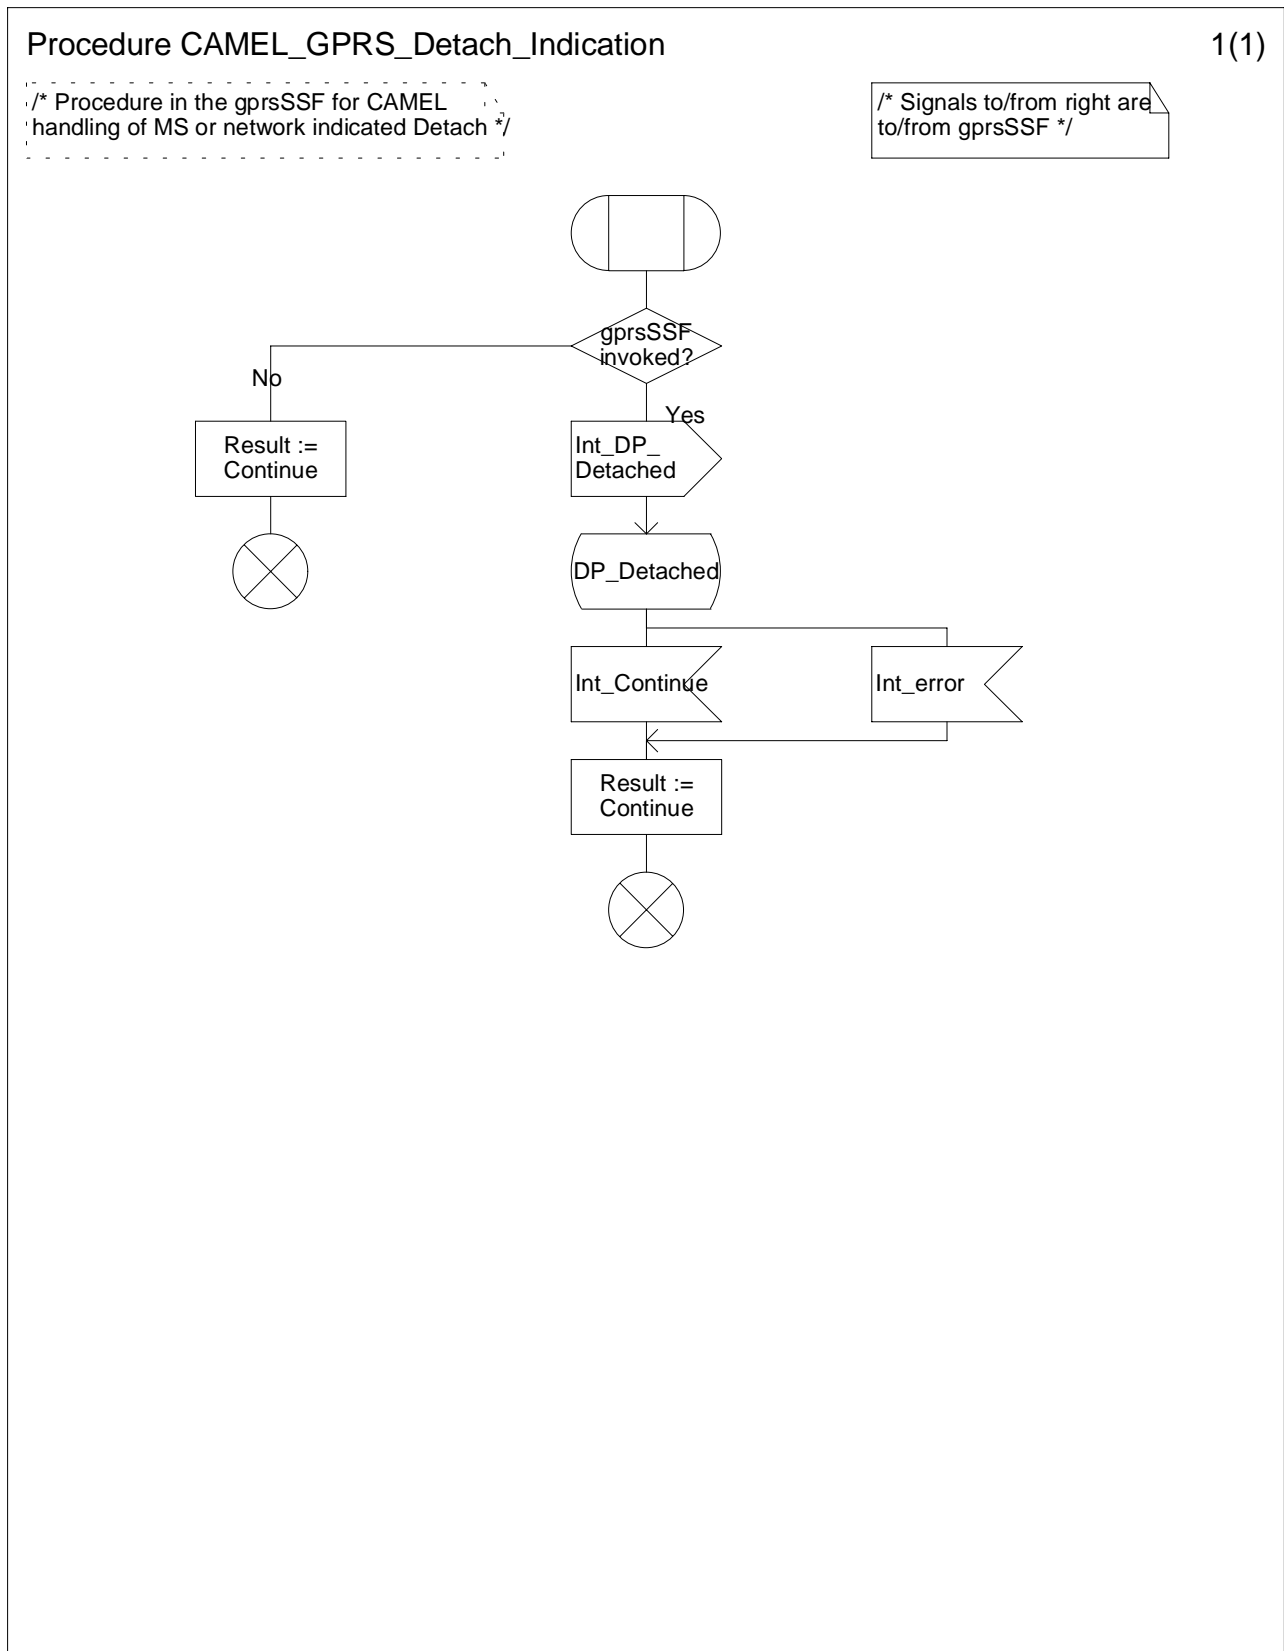 Procedure CAMEL_GPRS_Detach_Indication
1(1)
/* Procedure in the gprsSSF for CAMEL
handling of MS or network indicated Detach */
/* Signals to/from right are
to/from gprsSSF */
gprsSSF
invoked?
No
Yes
Result :=
Continue
Int_DP_
Detached
DP_Detached
Int_Continue
Int_error
Result :=
Continue